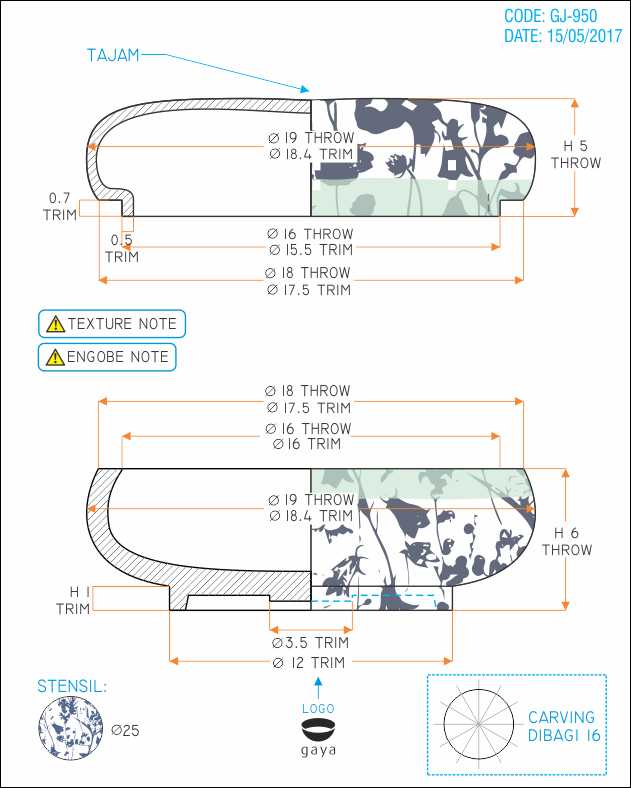 CODE: GJ-950
DATE: 15/05/2017
TAJAM
Ø 19 THROW
Ø 18.4 TRIM
H 5
THROW
0.7
TRIM
0.5
TRIM
Ø 16 THROW
Ø 15.5 TRIM
Ø 18 THROW
Ø 17.5 TRIM
TEXTURE NOTE
ENGOBE NOTE
Ø 18 THROW
Ø 17.5 TRIM
Ø 16 THROW
Ø 16 TRIM
Ø 19 THROW
Ø 18.4 TRIM
H 6
THROW
H 1
TRIM
Ø3.5 TRIM
Ø 12 TRIM
STENSIL:
Ø25
LOGO
gaya
CARVING
DIBAGI 16